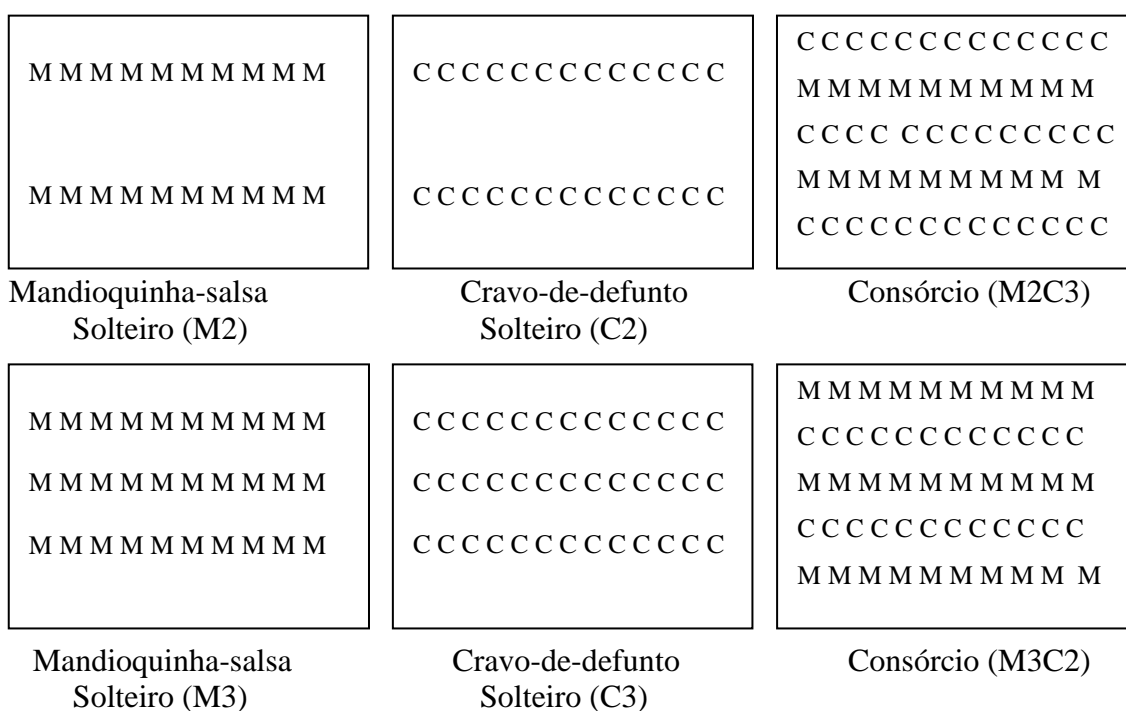 M M M M M M M M M M
M M M M M M M M M M
Mandioquinha-salsa
Solteiro (M2)
C C C C C C C C C C C C C
C C C C C C C C C C C C C
Cravo-de-defunto
Solteiro (C2)
C C C C C C C C C C C C C
M M M M M M M M M M
C C C C C C C C C C C C C
M M M M M M M M M M
C C C C C C C C C C C C C
Consórcio (M2C3)
M M M M M M M M M M
M M M M M M M M M M
M M M M M M M M M M
Mandioquinha-salsa
Solteiro (M3)
C C C C C C C C C C C C C
C C C C C C C C C C C C C
C C C C C C C C C C C C C
Cravo-de-defunto
Solteiro (C3)
M M M M M M M M M M
C C C C C C C C C C C C
M M M M M M M M M M
C C C C C C C C C C C C
M M M M M M M M M M
Consórcio (M3C2)